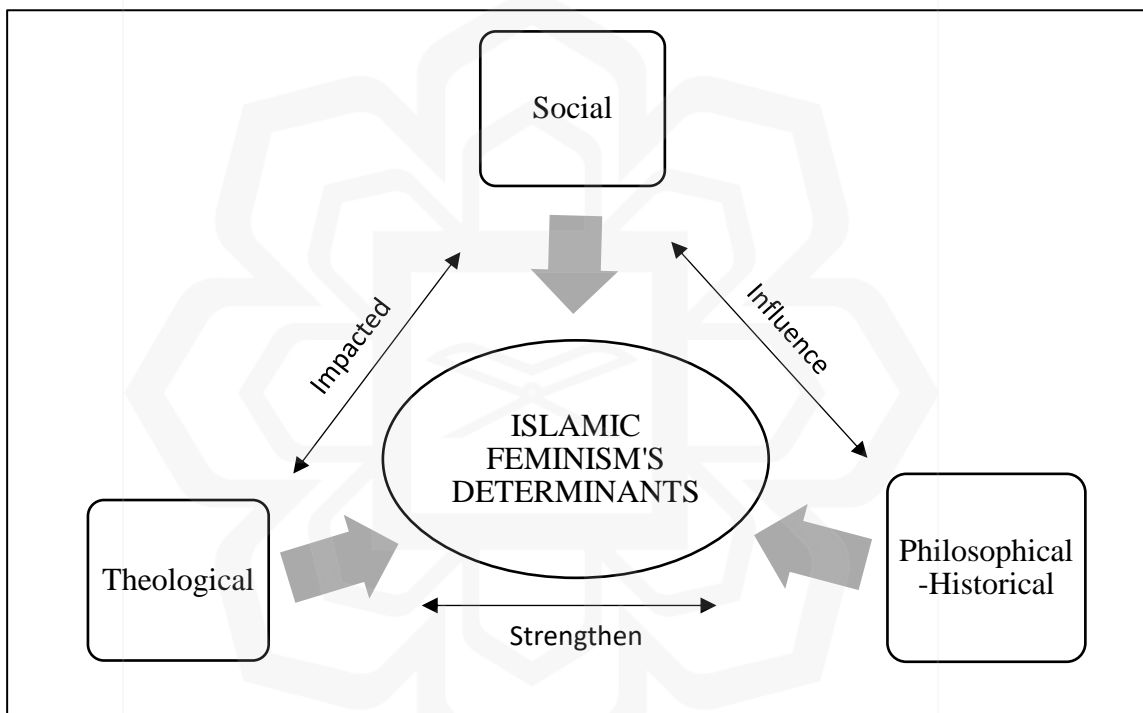 Social
Impacted
Influence
ISLAMIC
FEMINISM'S
DETERMINANTS
Theological
Philosophical
-Historical
Strengthen